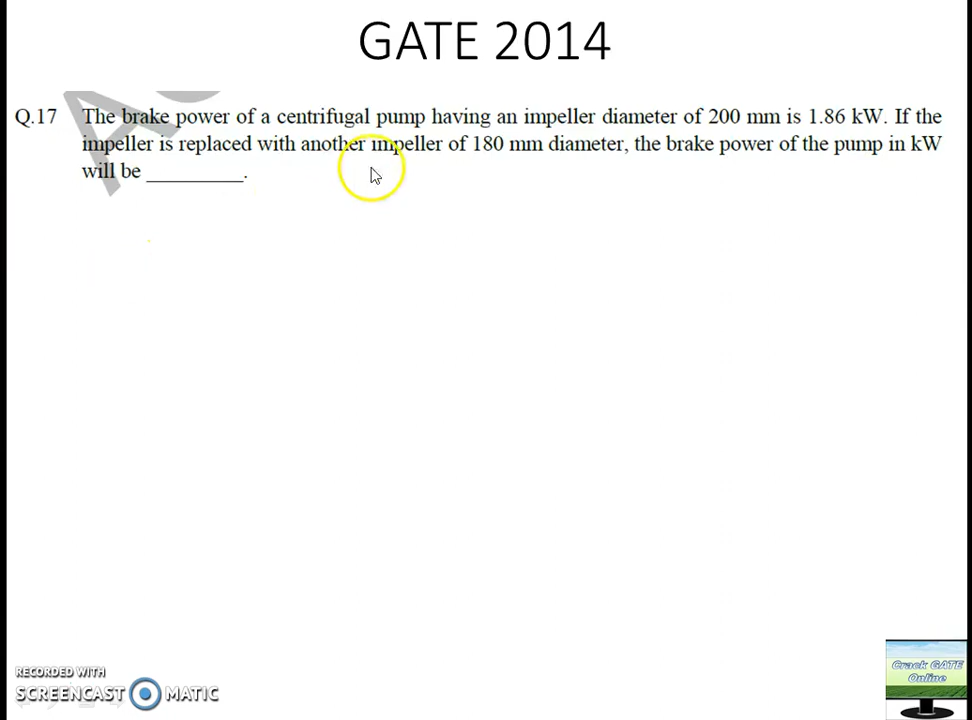 GATE 2014
Q.17 The brake power of a centrifugal pump having an impeller diameter of 200 mm is 1.86 kW. If the
impeller is replaced with another impeller of 180 mm diameter, the brake power of the pump in kW
will be _________.
RECORDED WITH
SCREENCAST MATIC
Crack GATE
Online